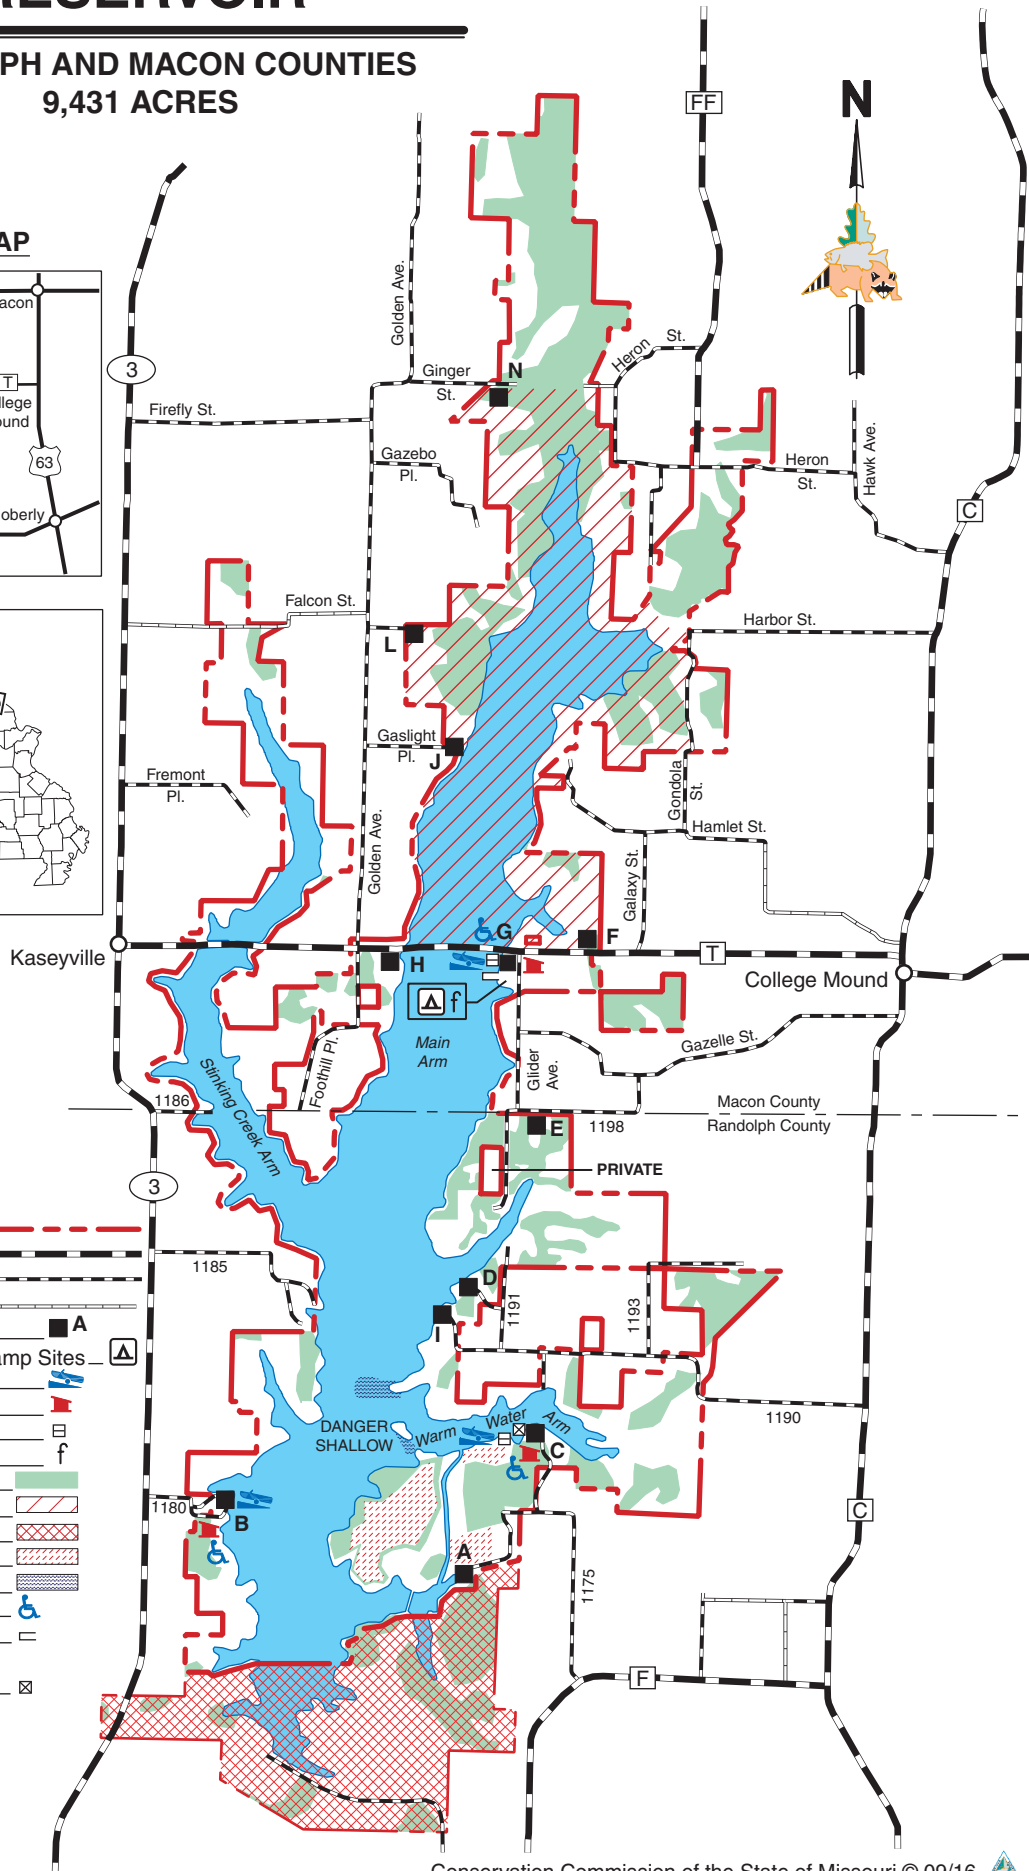 RESERVOIR
PH AND MACON COUNTIES
9,431 ACRES
FF
N
AP
acon
T
llege
ound
63
oberly
3
Golden Ave.
Ginger
St.
N
Heron St.
Firefly St.
Gazebo
Pl.
Heron
St.
Hawk Ave.
C
Falcon St.
L
Harbor St.
Gaslight
Pl.
J
Fremont
Pl.
Gondola
St.
Hamlet St.
Golden Ave.
Galaxy St.
Kaseyville
G
F
H
T
College Mound
f
Main
Arm
Foothill Pl.
Glider
Ave.
Gazelle St.
Stinking Creek Arm
1186
Macon County
Randolph County
E
1198
PRIVATE
3
1185
D
1191
1193
I
A
amp Sites
f
DANGER
SHALLOW
Warm Water Arm
C
1190
1180
B
A
1175
C
F
Conservation Commission of the State of Missouri © 09/16